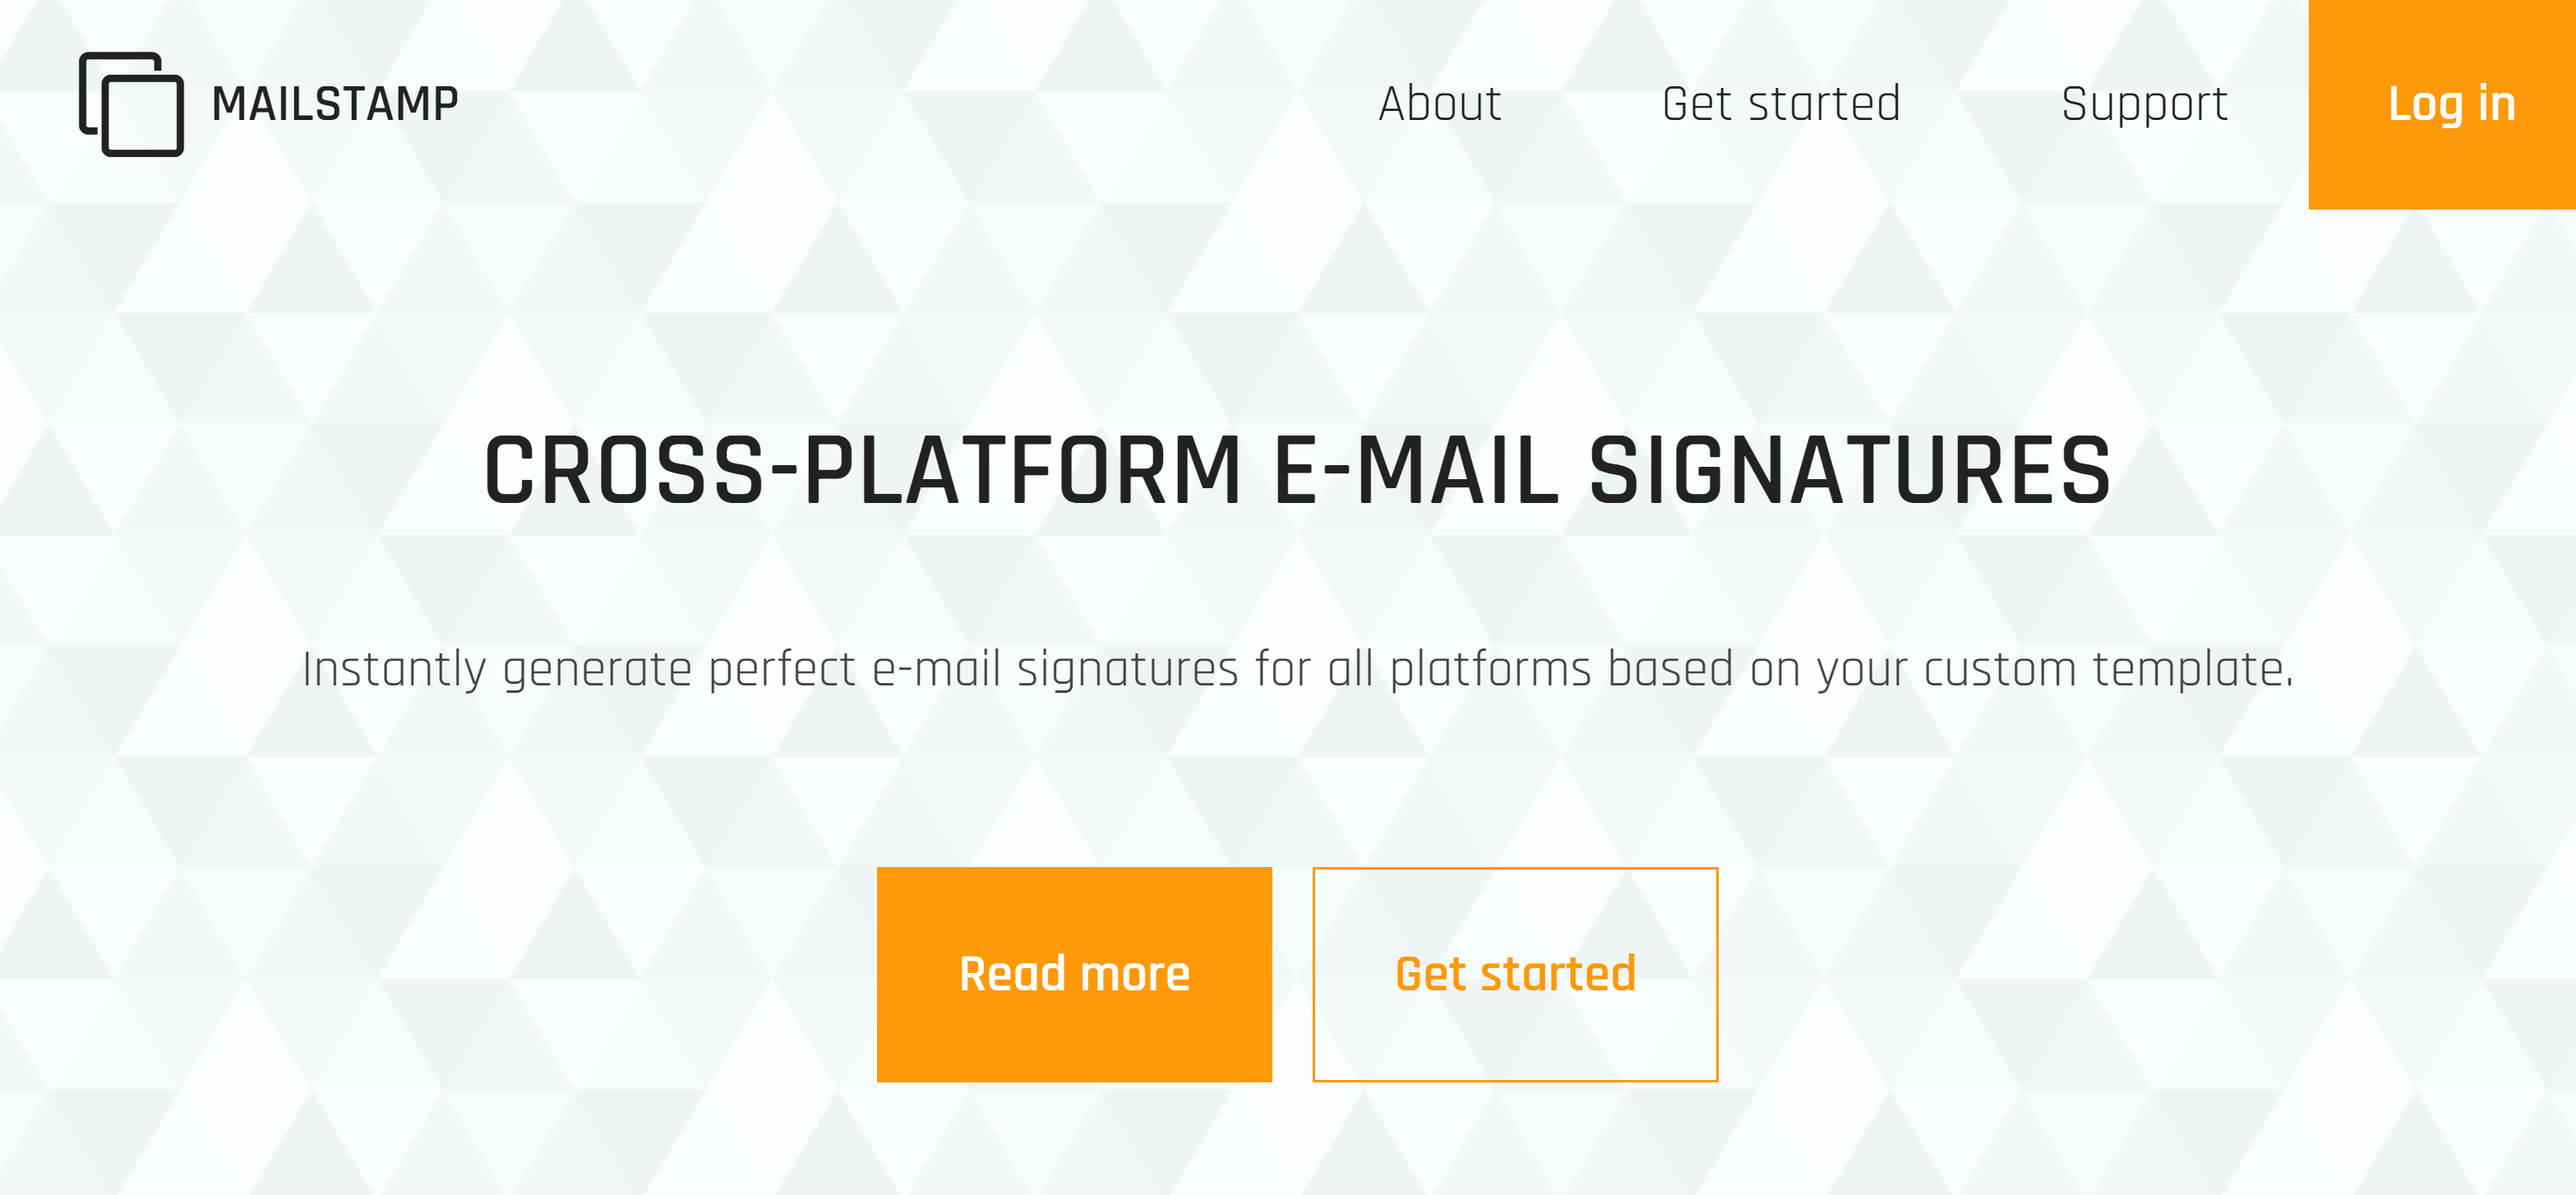 MAILSTAMP
About
Get started
Support
Log in
CROSS-PLATFORM E-MAIL SIGNATURES
Instantly generate perfect e-mail signatures for all platforms based on your custom template.
Read more
Get started